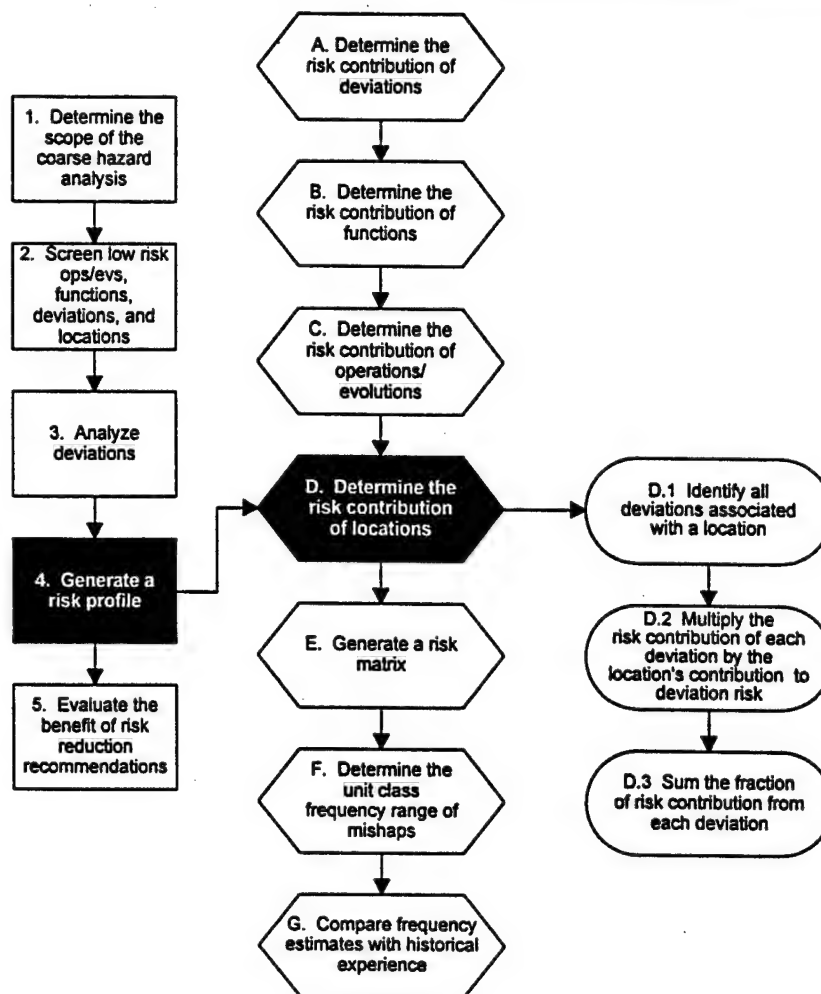 1. Determine the
scope of the
coarse hazard
analysis
2. Screen low risk
ops/evs,
functions,
deviations, and
locations
3. Analyze
deviations
4. Generate a
risk profile
5. Evaluate the
benefit of risk
reduction
recommendations
A. Determine the
risk contribution of
deviations
B. Determine the
risk contribution of
functions
C. Determine the
risk contribution of
operations/
evolutions
D. Determine the
risk contribution
of locations
E. Generate a risk
matrix
F. Determine the
unit class
frequency range of
mishaps
G. Compare frequency
estimates with historical
experience
D.1 Identify all
deviations associated
with a location
D.2 Multiply the
risk contribution of each
deviation by the
location's contribution to
deviation risk
D.3 Sum the fraction
of risk contribution from
each deviation